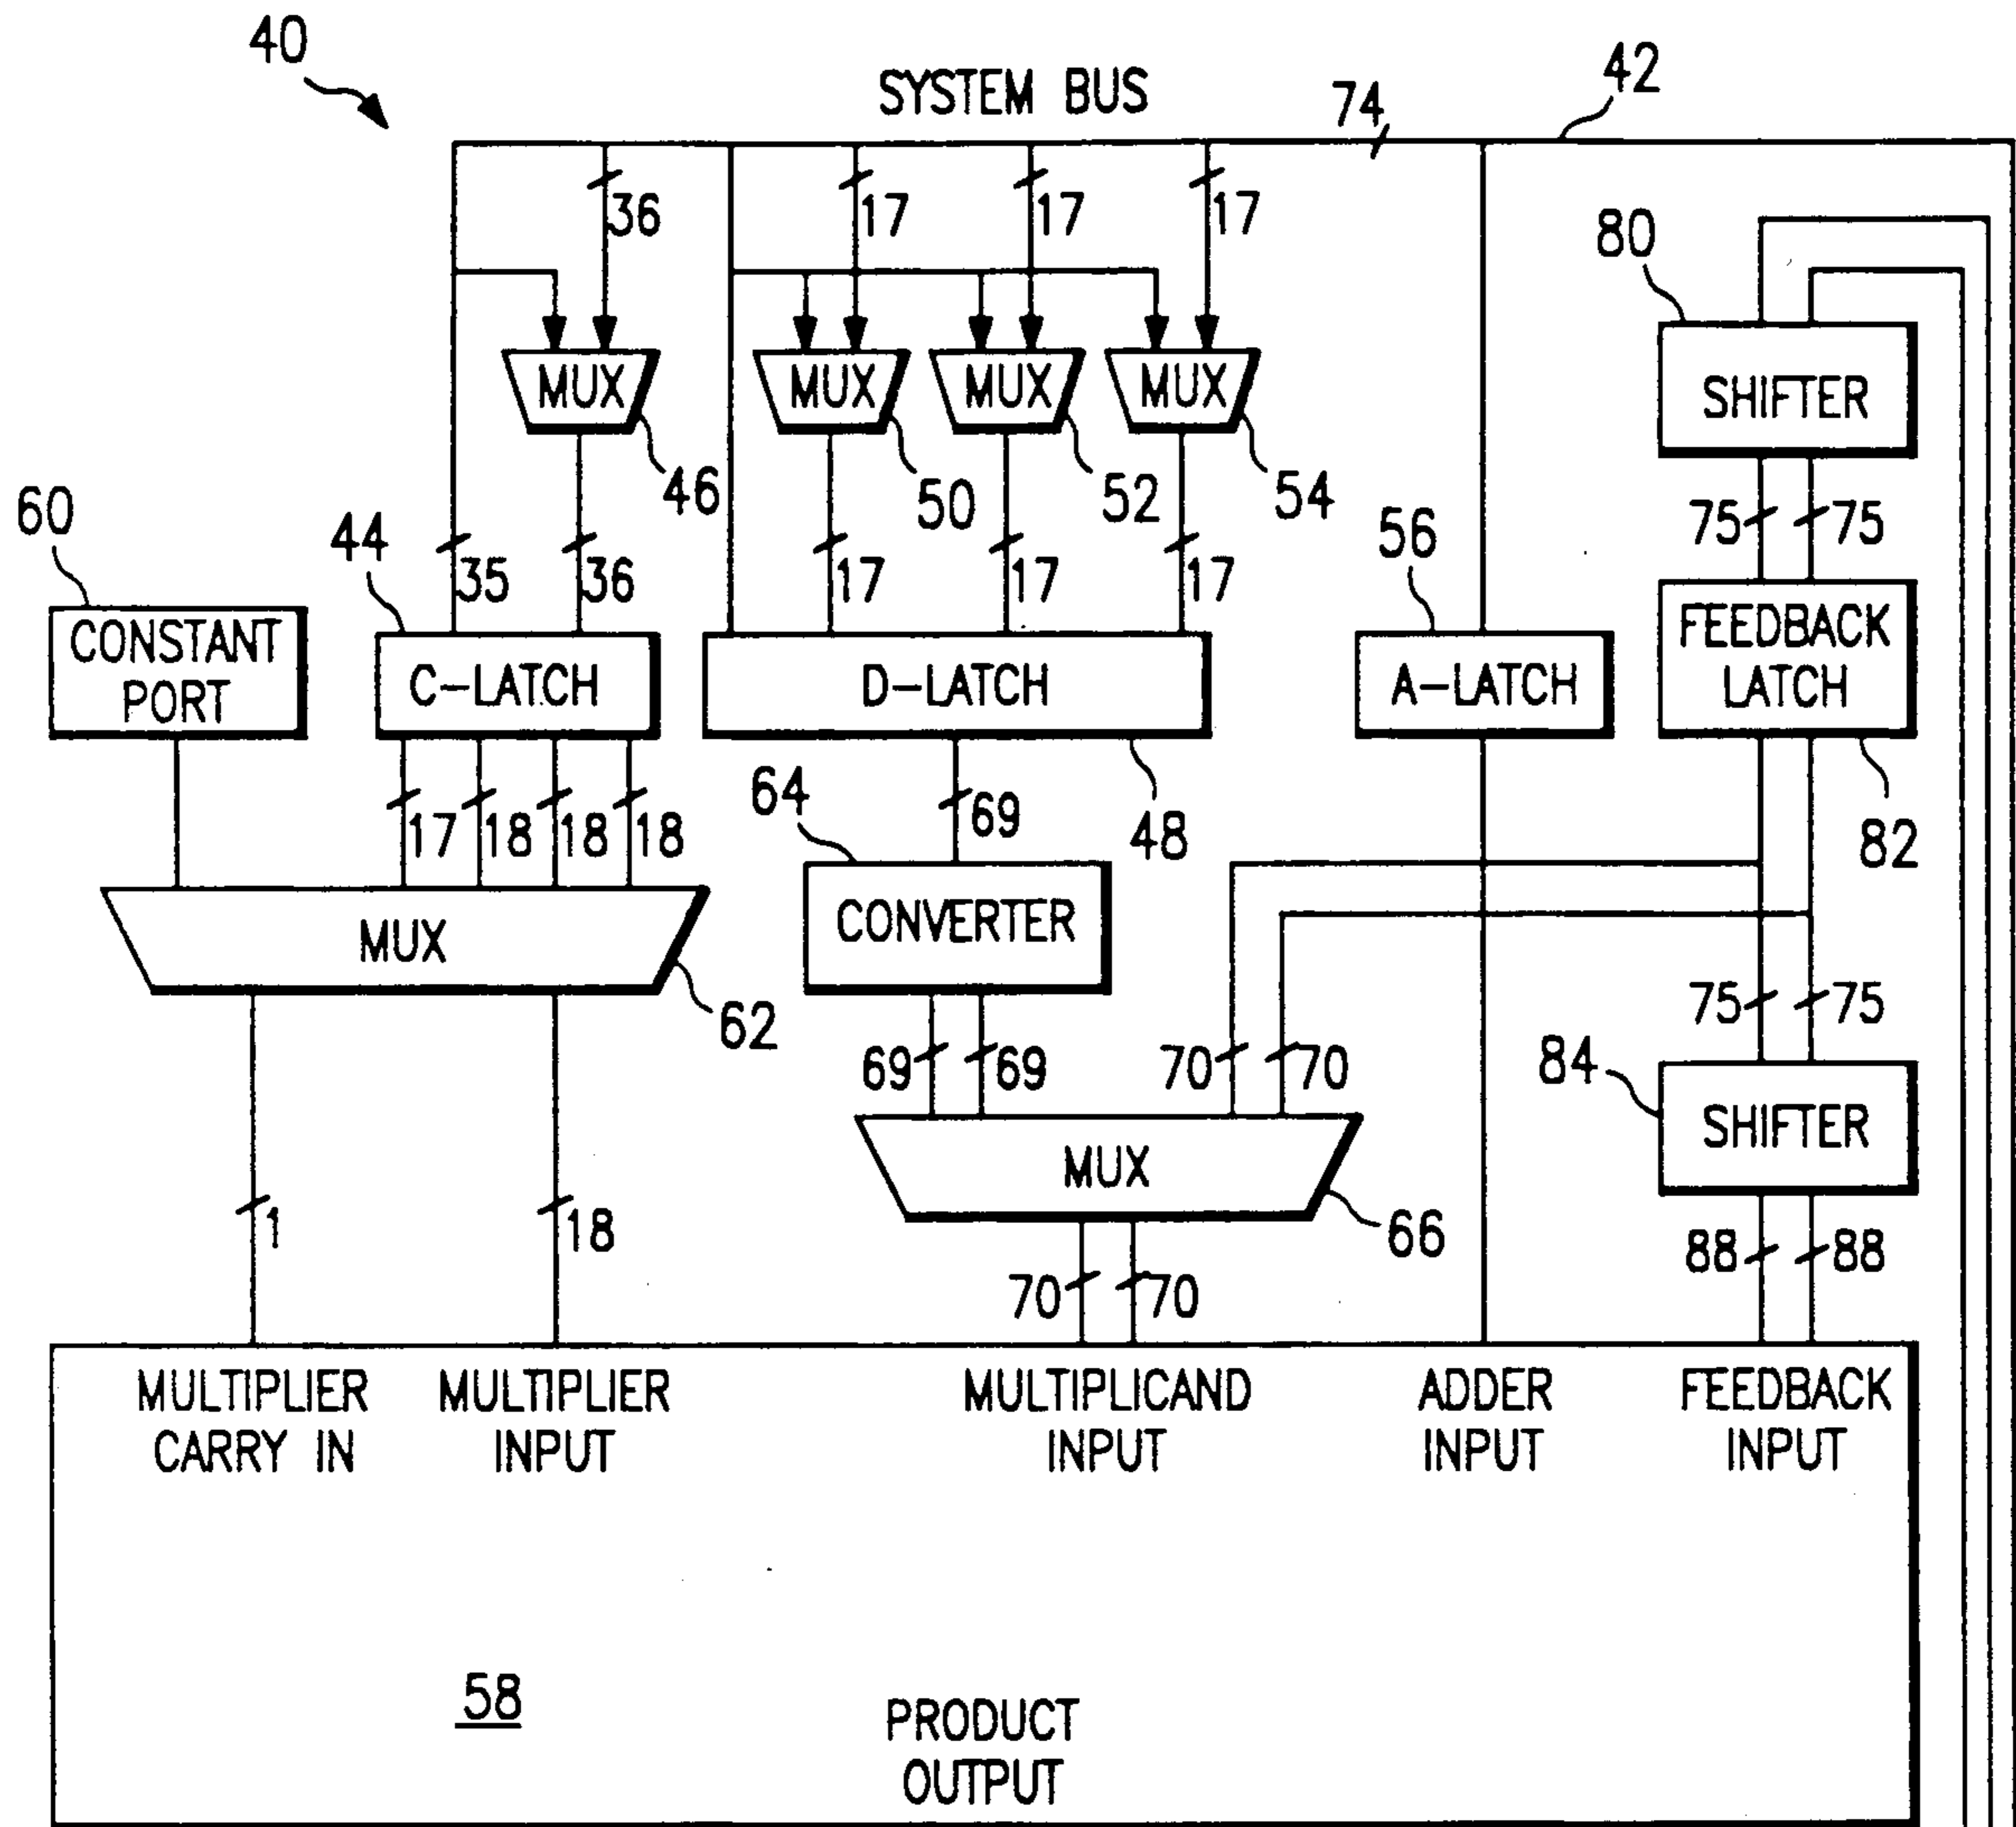 40
SYSTEM BUS
74
42
36
17
17
17
80
SHIFTER
MUX
MUX
MUX
MUX
46
50
52
54
60
44
56
75
75
35
36
17
17
17
CONSTANT
PORT
C-LATCH
D-LATCH
A-LATCH
FEEDBACK
LATCH
17
18
18
18
64
69
48
82
MUX
CONVERTER
62
69
69
70
70
75
75
84
SHIFTER
MUX
66
1
18
70
70
88
88
MULTIPLIER
CARRY IN
MULTIPLIER
INPUT
MULTIPLICAND
INPUT
ADDER
INPUT
FEEDBACK
INPUT
58
PRODUCT
OUTPUT